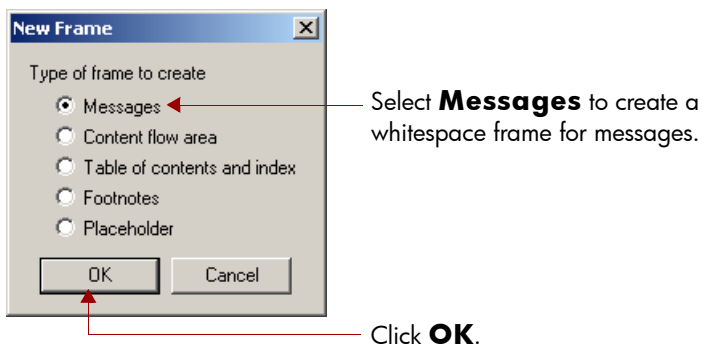 New Frame
Type of frame to create
Messages
Content flow area
Table of contents and index
Footnotes
Placeholder
OK
Cancel
Select Messages to create a
whitespace frame for messages.
Click OK.